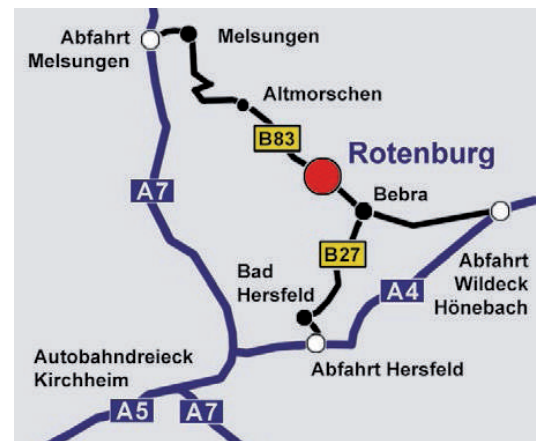 Abfahrt
Melsungen
Melsungen
Altmorschen
B83
Rotenburg
A7
Bebra
B27
Abfahrt
Wildeck
Hönebach
Bad
Hersfeld
A4
Autobahndreieck
Kirchheim
Abfahrt Hersfeld
A5
A7